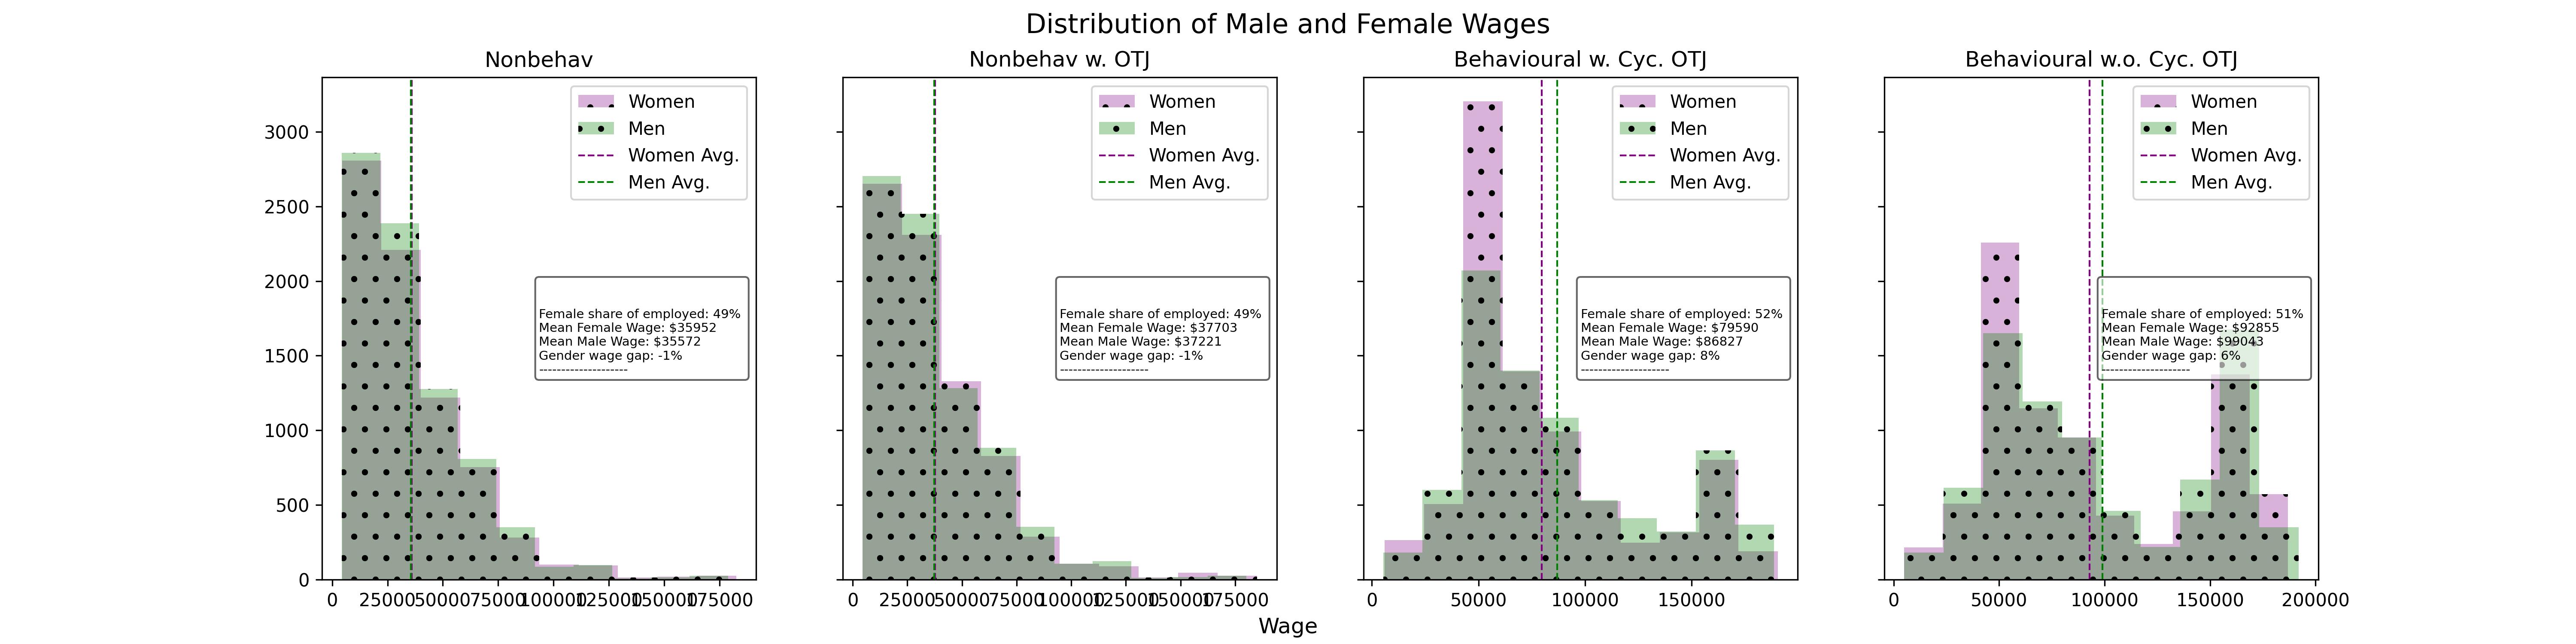 Distribution of Male and Female Wages
Nonbehav
3000
2500
2000
1500
1000
500
0
Women
Men
Women Avg.
Men Avg.
Female share of employed: 49%
Mean Female Wage: $35952
Mean Male Wage: $35572
Gender wage gap: -1%
--------------------
0 25000 50000 75000 100000 125000 150000 175000
Nonbehav w. OTJ
Women
Men
Women Avg.
Men Avg.
Female share of employed: 49%
Mean Female Wage: $37703
Mean Male Wage: $37221
Gender wage gap: -1%
--------------------
0 25000 50000 75000 100000 125000 150000 175000
Behavioural w. Cyc. OTJ
Women
Men
Women Avg.
Men Avg.
Female share of employed: 52%
Mean Female Wage: $79590
Mean Male Wage: $86827
Gender wage gap: 8%
--------------------
0 50000 100000 150000
Behavioural w.o. Cyc. OTJ
Women
Men
Women Avg.
Men Avg.
Female share of employed: 51%
Mean Female Wage: $92855
Mean Male Wage: $99043
Gender wage gap: 6%
--------------------
0 50000 100000 150000 200000
Wage